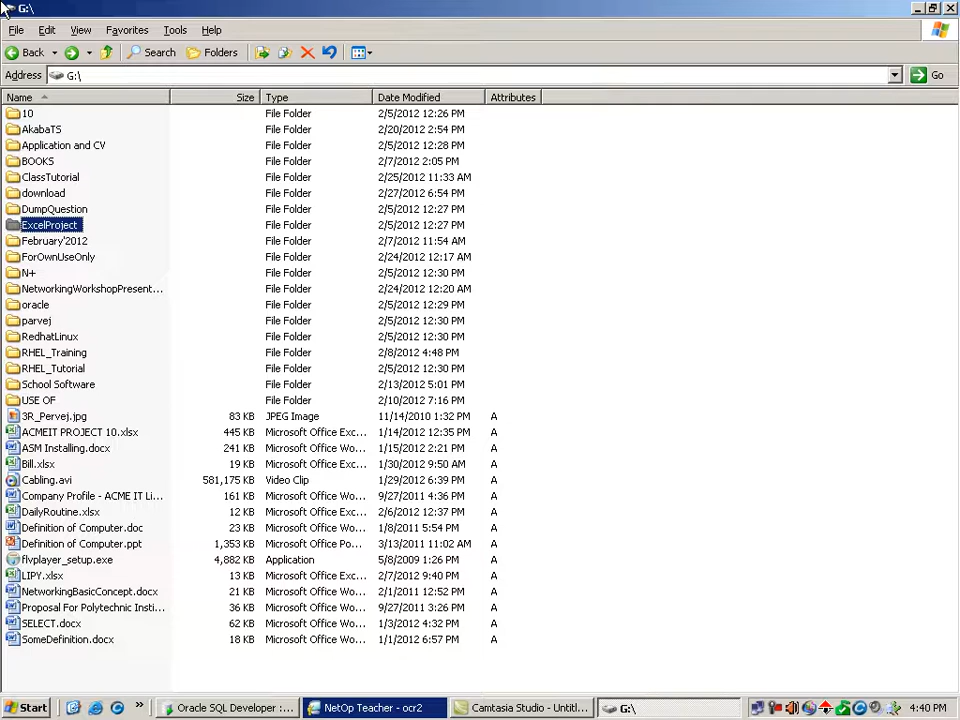 G:\
File Edit View Favorites Tools Help
Back Search Folders
Address G:\ Go
Name Size Type Date Modified Attributes
10 File Folder 2/5/2012 12:26 PM
AkabaTS File Folder 2/20/2012 2:54 PM
Application and CV File Folder 2/5/2012 12:28 PM
BOOKS File Folder 2/7/2012 2:05 PM
ClassTutorial File Folder 2/25/2012 11:33 AM
download File Folder 2/27/2012 6:54 PM
DumpQuestion File Folder 2/5/2012 12:27 PM
ExcelProject File Folder 2/5/2012 12:27 PM
February'2012 File Folder 2/7/2012 11:54 AM
ForOwnUseOnly File Folder 2/24/2012 12:17 AM
N+ File Folder 2/5/2012 12:30 PM
NetworkingWorkshopPresent... File Folder 2/24/2012 12:20 AM
oracle File Folder 2/5/2012 12:29 PM
parvej File Folder 2/5/2012 12:30 PM
RedhatLinux File Folder 2/5/2012 12:30 PM
RHEL_Training File Folder 2/8/2012 4:48 PM
RHEL_Tutorial File Folder 2/5/2012 12:30 PM
School Software File Folder 2/13/2012 5:01 PM
USE OF File Folder 2/10/2012 7:16 PM
3R_Pervej.jpg 83 KB JPEG Image 11/14/2010 1:32 PM A
ACMEIT PROJECT 10.xlsx 445 KB Microsoft Office Exc... 1/14/2012 12:35 PM A
ASM Installing.docx 241 KB Microsoft Office Wo... 1/15/2012 2:21 PM A
Bill.xlsx 19 KB Microsoft Office Exc... 1/30/2012 9:50 AM A
Cabling.avi 581,175 KB Video Clip 1/29/2012 6:39 PM A
Company Profile - ACME IT Li... 161 KB Microsoft Office Wo... 9/27/2011 4:36 PM A
DailyRoutine.xlsx 12 KB Microsoft Office Exc... 2/6/2012 12:37 PM A
Definition of Computer.doc 23 KB Microsoft Office Wo... 1/8/2011 5:54 PM A
Definition of Computer.ppt 1,353 KB Microsoft Office Po... 3/13/2011 11:02 AM A
flvplayer_setup.exe 4,882 KB Application 5/8/2009 1:26 PM A
LIPY.xlsx 13 KB Microsoft Office Exc... 2/7/2012 9:40 PM A
NetworkingBasicConcept.docx 21 KB Microsoft Office Wo... 2/1/2011 12:52 PM A
Proposal For Polytechnic Insti... 36 KB Microsoft Office Wo... 9/27/2011 3:26 PM A
SELECT.docx 62 KB Microsoft Office Wo... 1/3/2012 4:32 PM A
SomeDefinition.docx 18 KB Microsoft Office Wo... 1/1/2012 6:57 PM A
Start » Oracle SQL Developer :... NetOp Teacher - ocr2 Camtasia Studio - Untitl... G:\ 4:40 PM